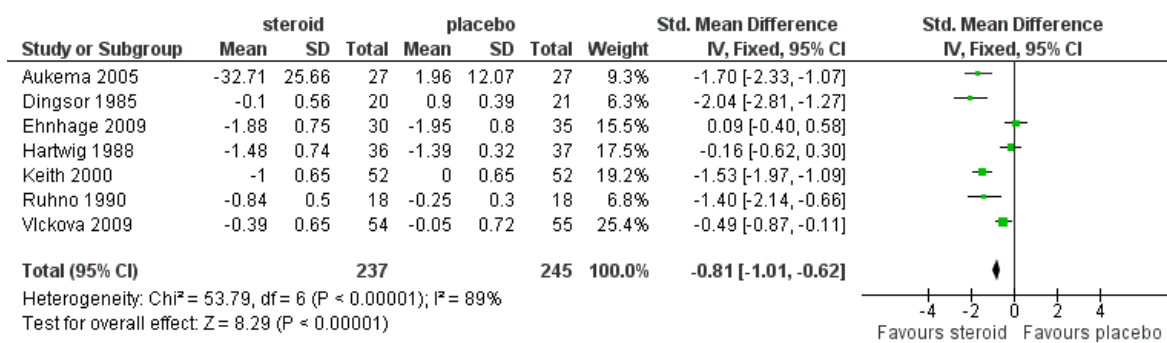 steroid placebo Std. Mean Difference Std. Mean Difference
Study or Subgroup Mean SD Total Mean SD Total Weight IV, Fixed, 95% CI IV, Fixed, 95% CI
Aukema 2005 -32.71 25.66 27 1.96 12.07 27 9.3% -1.70 [-2.33, -1.07]
Dingsor 1985 -0.1 0.56 20 0.9 0.39 21 6.3% -2.04 [-2.81, -1.27]
Ehnhage 2009 -1.88 0.75 30 -1.95 0.8 35 15.5% 0.09 [-0.40, 0.58]
Hartwig 1988 -1.48 0.74 36 -1.39 0.32 37 17.5% -0.16 [-0.62, 0.30]
Keith 2000 -1 0.65 52 0 0.65 52 19.2% -1.53 [-1.97, -1.09]
Ruhno 1990 -0.84 0.5 18 -0.25 0.3 18 6.8% -1.40 [-2.14, -0.66]
Vlckova 2009 -0.39 0.65 54 -0.05 0.72 55 25.4% -0.49 [-0.87, -0.11]
Total (95% CI) 237 245 100.0% -0.81 [-1.01, -0.62]
Heterogeneity: Chi² = 53.79, df = 6 (P < 0.00001); I² = 89%
Test for overall effect: Z = 8.29 (P < 0.00001)
-4 -2 0 2 4
Favours steroid Favours placebo